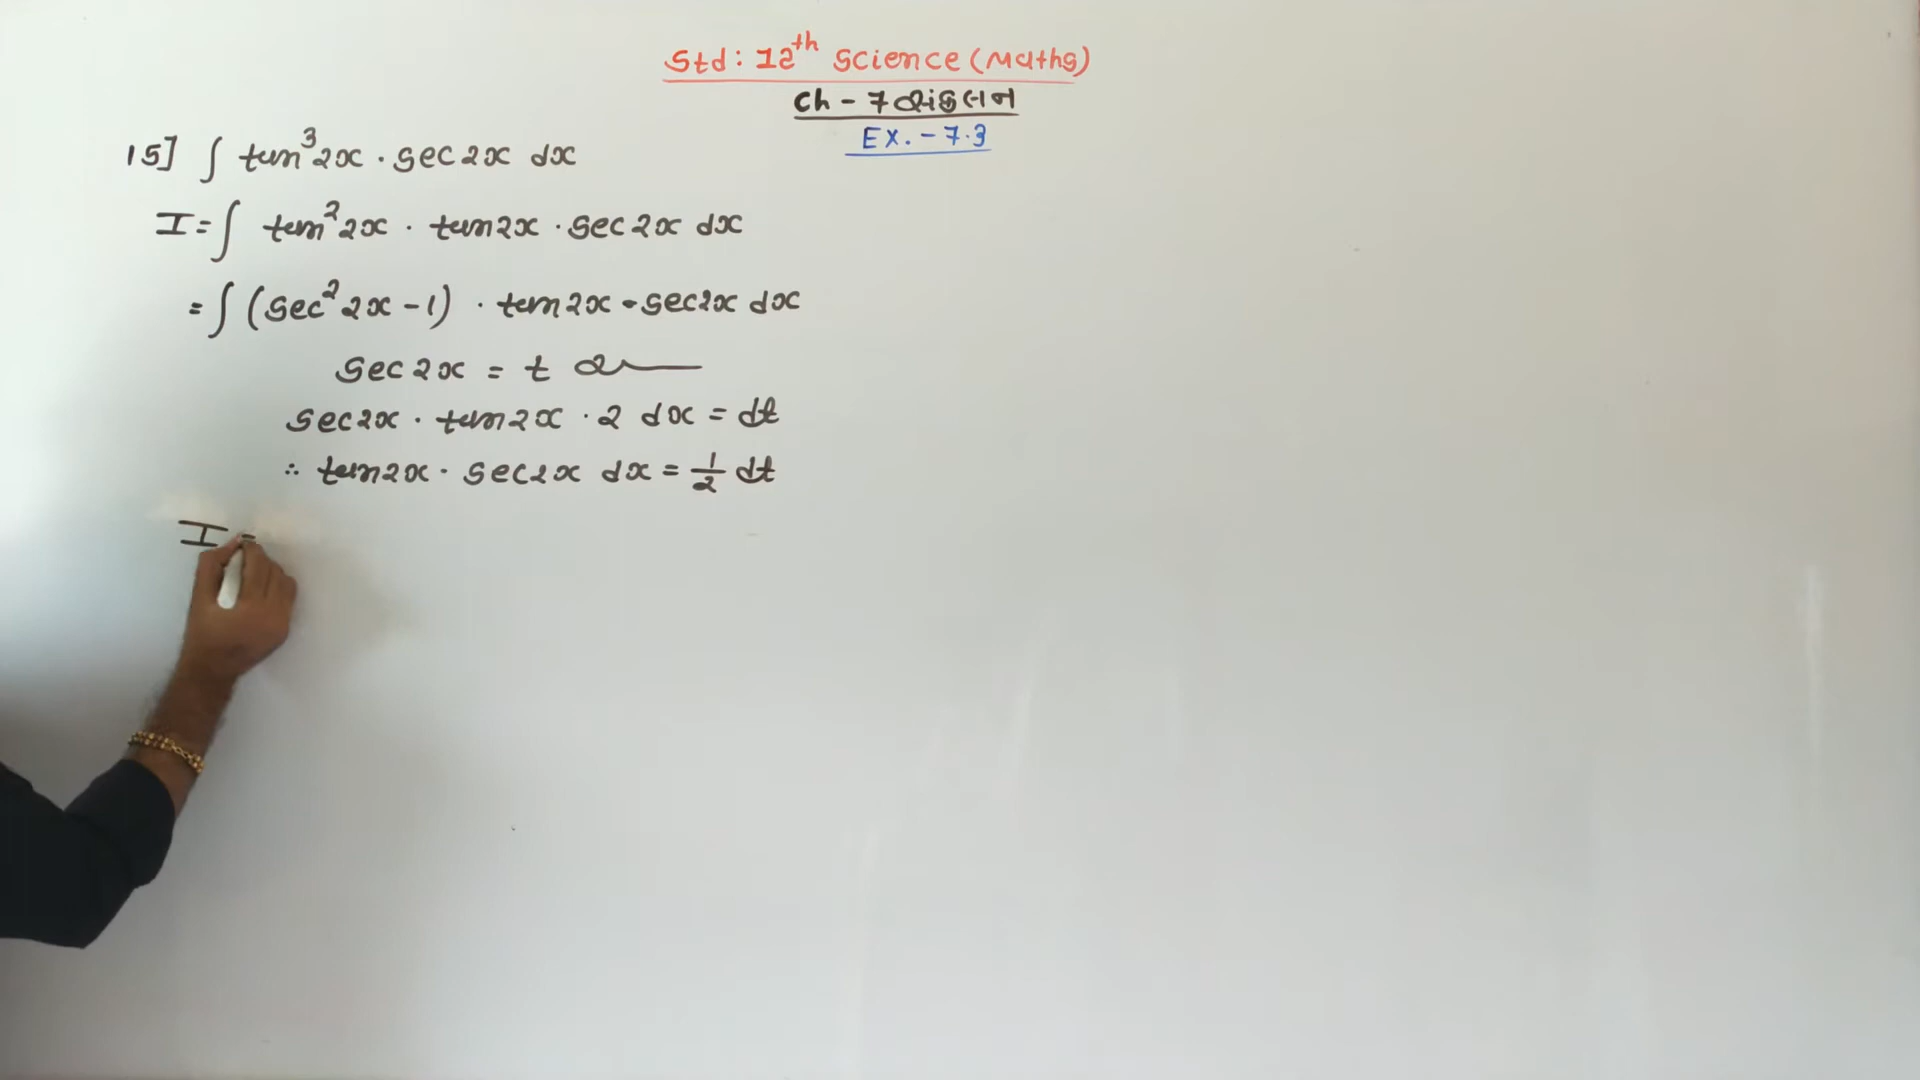 Std : 12th Science (Maths)
Ch - 7 સંકલન
EX. - 7.3
15] ∫ tan³2x · sec2x dx
I = ∫ tan²2x · tan2x · sec2x dx
= ∫ (sec²2x - 1) · tan2x · sec2x dx
sec2x = t
sec2x · tan2x · 2 dx = dt
∴ tan2x · sec2x dx = 1/2 dt
I =